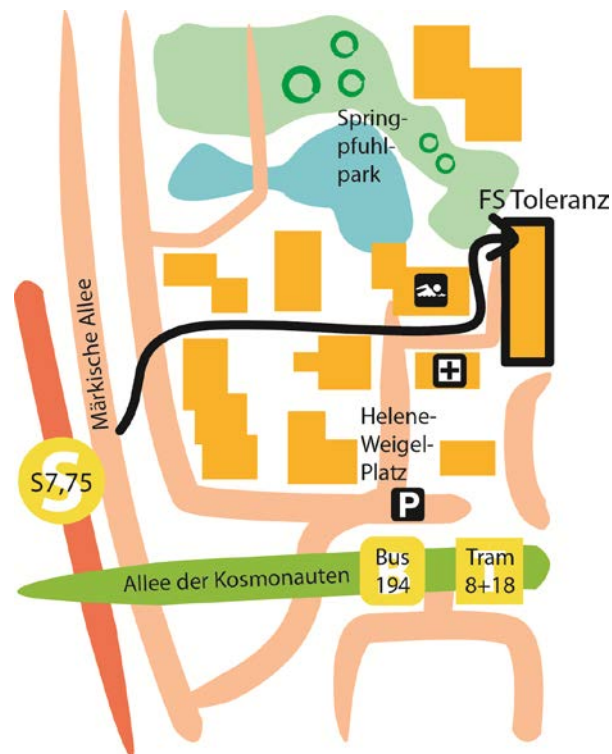 Spring-
pfuhl-
park
FS Toleranz
Märkische Allee
S7,75
Helene-
Weigel-
Platz
P
Allee der Kosmonauten
Bus
194
Tram
8+18